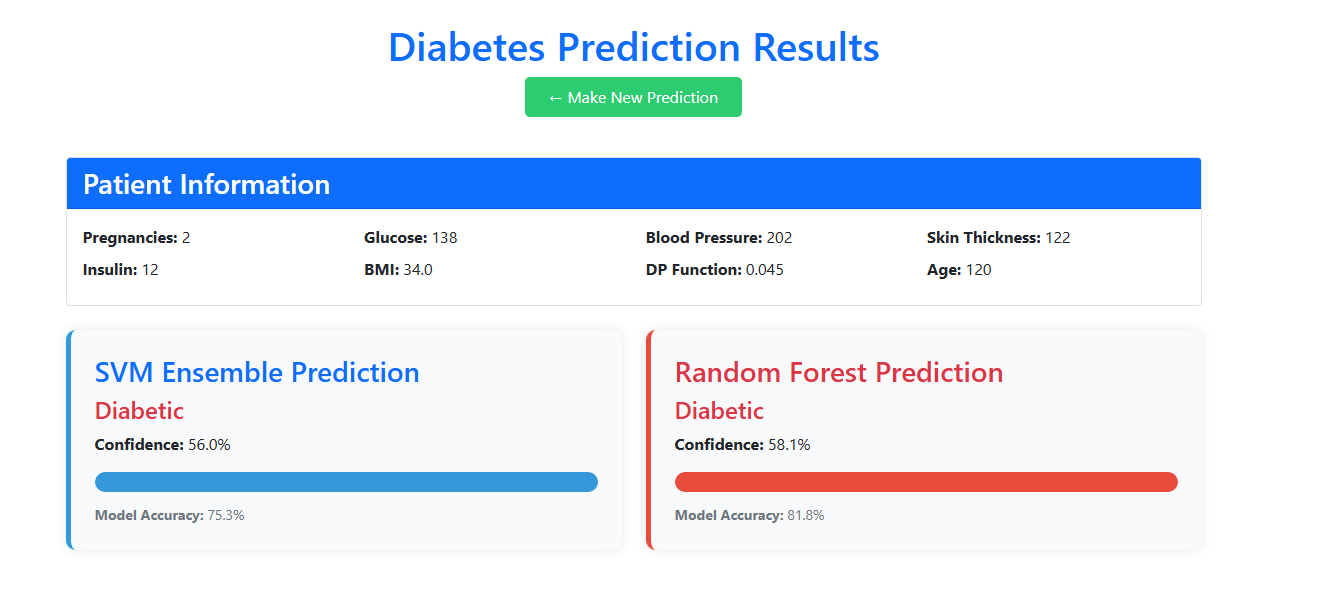 Diabetes Prediction Results
← Make New Prediction
Patient Information
Pregnancies: 2 Glucose: 138 Blood Pressure: 202 Skin Thickness: 122
Insulin: 12 BMI: 34.0 DP Function: 0.045 Age: 120
SVM Ensemble Prediction
Diabetic
Confidence: 56.0%
Model Accuracy: 75.3%
Random Forest Prediction
Diabetic
Confidence: 58.1%
Model Accuracy: 81.8%